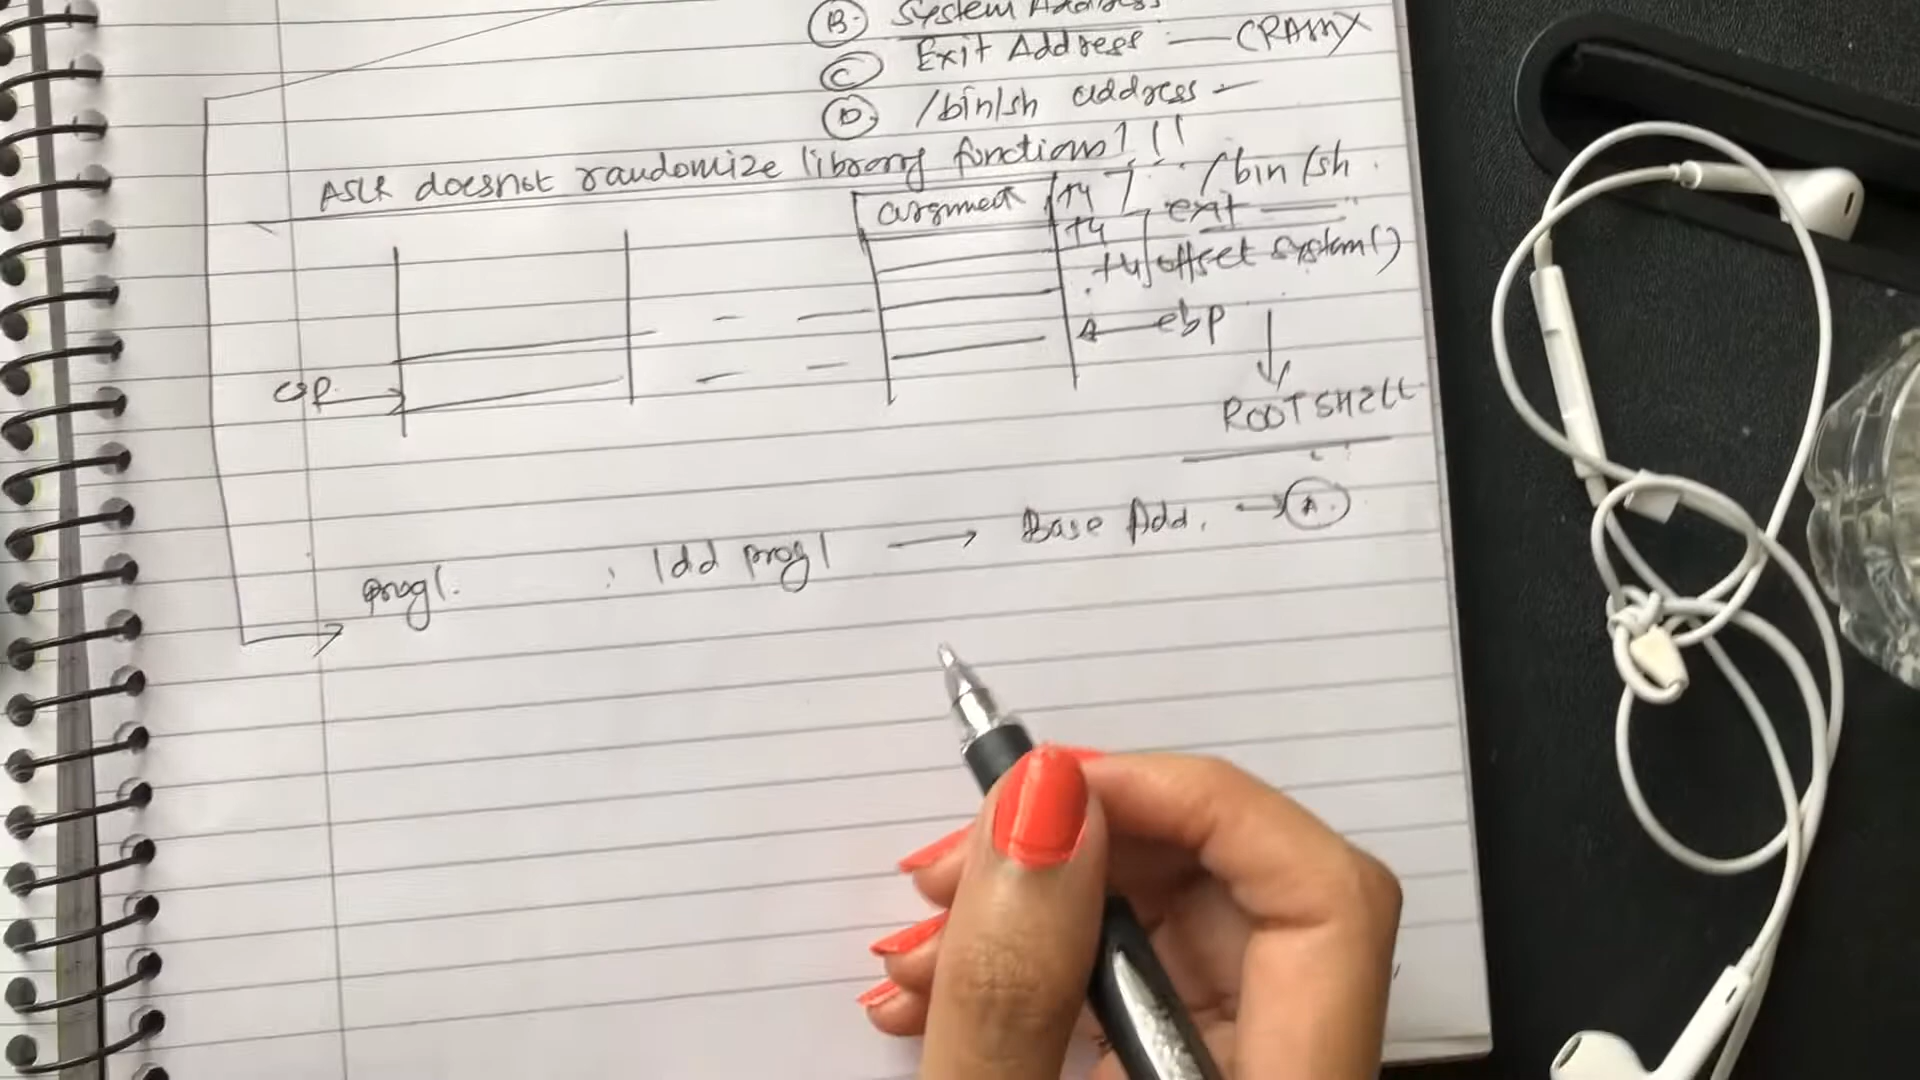 B. System Address
C Exit Address — CRAMX
D. /bin/sh address -
ASLR doesnot randomize library functions!!!
argument +4 /bin/sh
+4 exit
+4 offset system()
ebp
ROOTSHELL
prog1. : ldd prog1 → Base Add. → A.